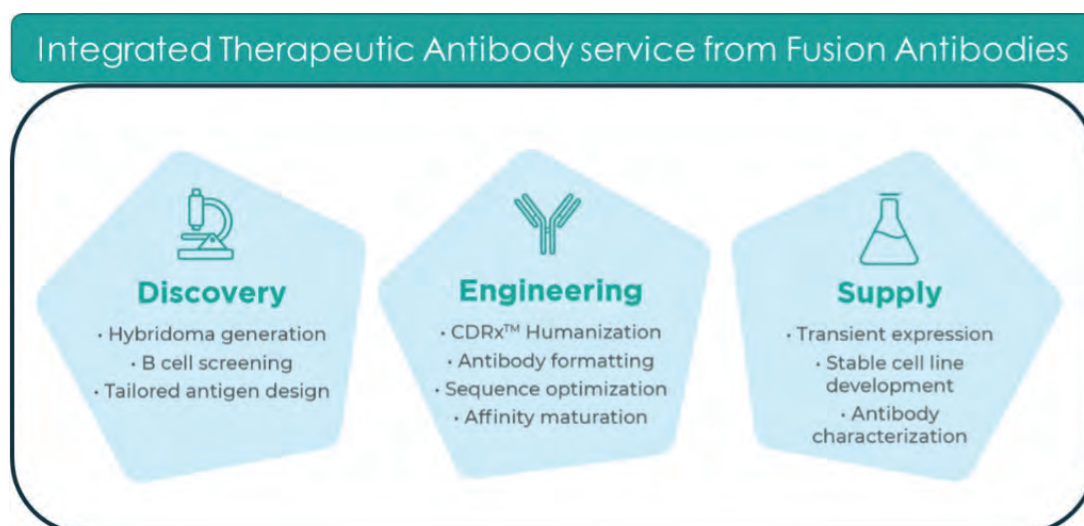 Integrated Therapeutic Antibody service from Fusion Antibodies
Discovery
· Hybridoma generation
· B cell screening
· Tailored antigen design
Engineering
· CDRx™ Humanization
· Antibody formatting
· Sequence optimization
· Affinity maturation
Supply
· Transient expression
· Stable cell line
development
· Antibody
characterization